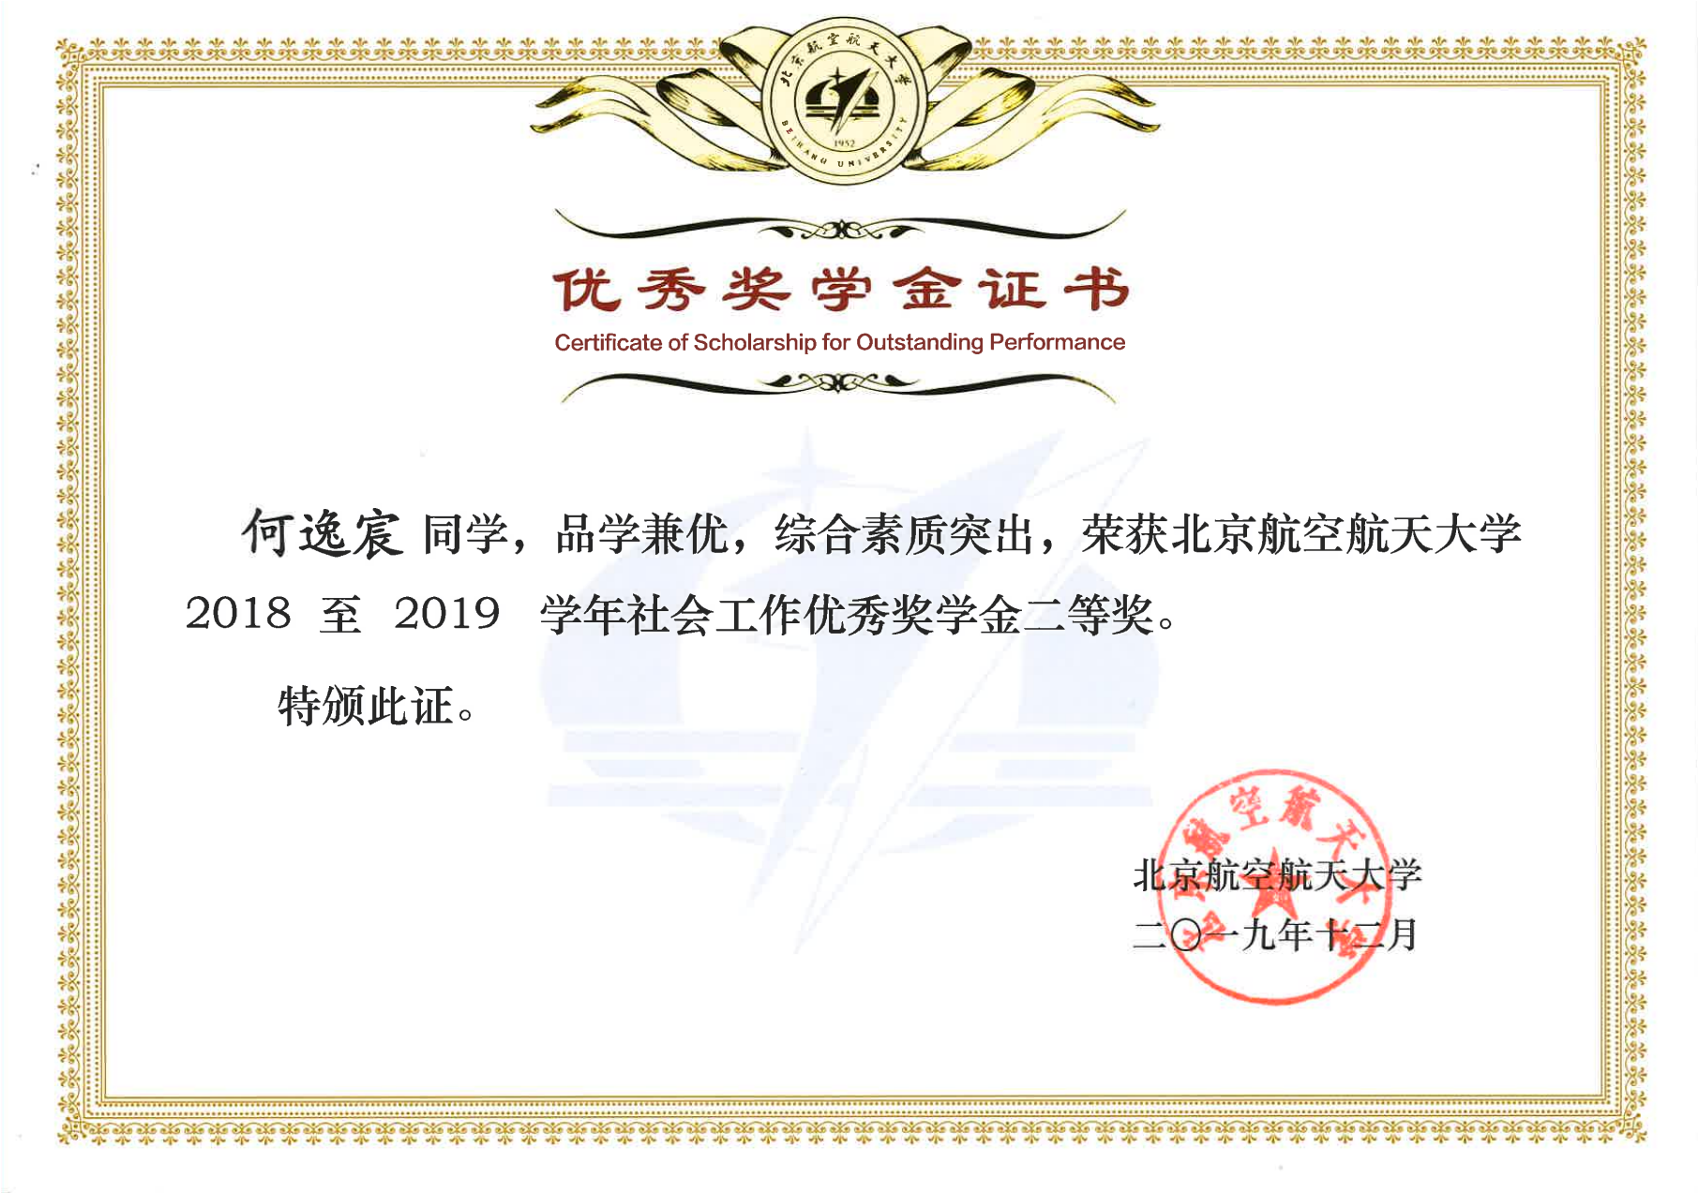 北京航空航天大学
1952
BEIHANG UNIVERSITY
优秀奖学金证书
Certificate of Scholarship for Outstanding Performance
何逸宸 同学，品学兼优，综合素质突出，荣获北京航空航天大学
2018 至 2019 学年社会工作优秀奖学金二等奖。
特颁此证。
北京航空航天大学
二〇一九年十二月
北京航空航天大学